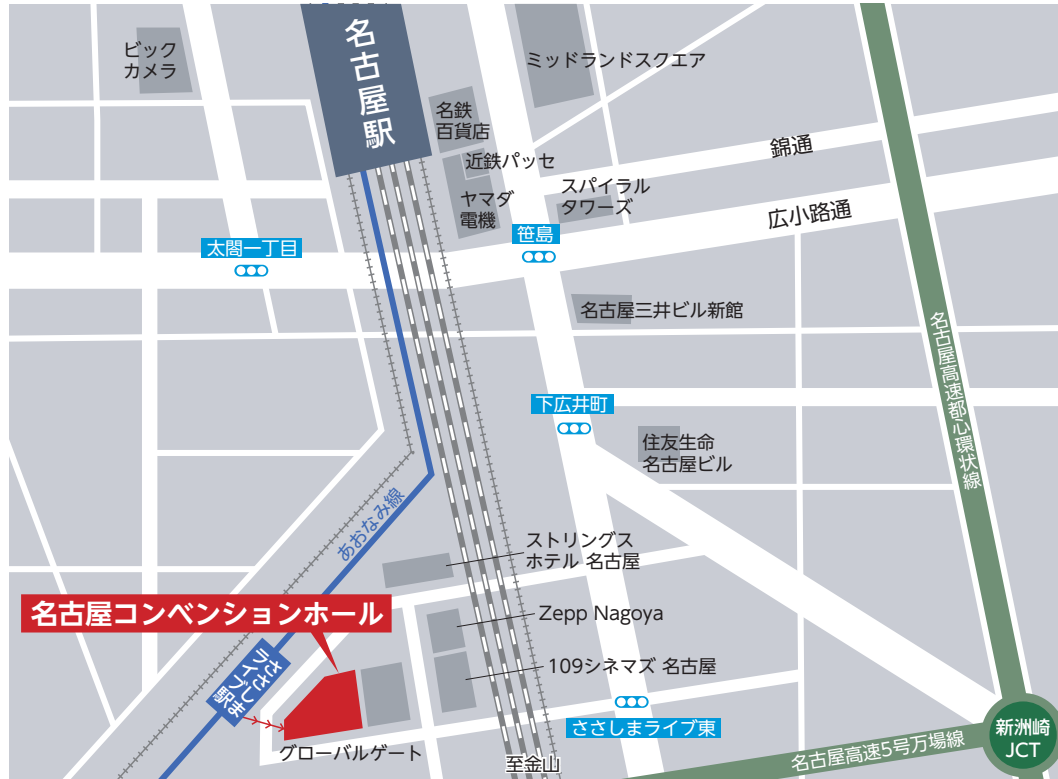 ビック
カメラ
名古屋駅
ミッドランドスクエア
名鉄
百貨店
近鉄パッセ
ヤマダ
電機
スパイラル
タワーズ
錦通
広小路通
太閤一丁目
笹島
名古屋三井ビル新館
名古屋高速都心環状線
下広井町
住友生命
名古屋ビル
あおなみ線
ストリングス
ホテル 名古屋
名古屋コンベンションホール
Zepp Nagoya
ささしま
ライブ駅
109シネマズ 名古屋
ささしまライブ東
グローバルゲート
至金山
名古屋高速5号万場線
新洲崎
JCT